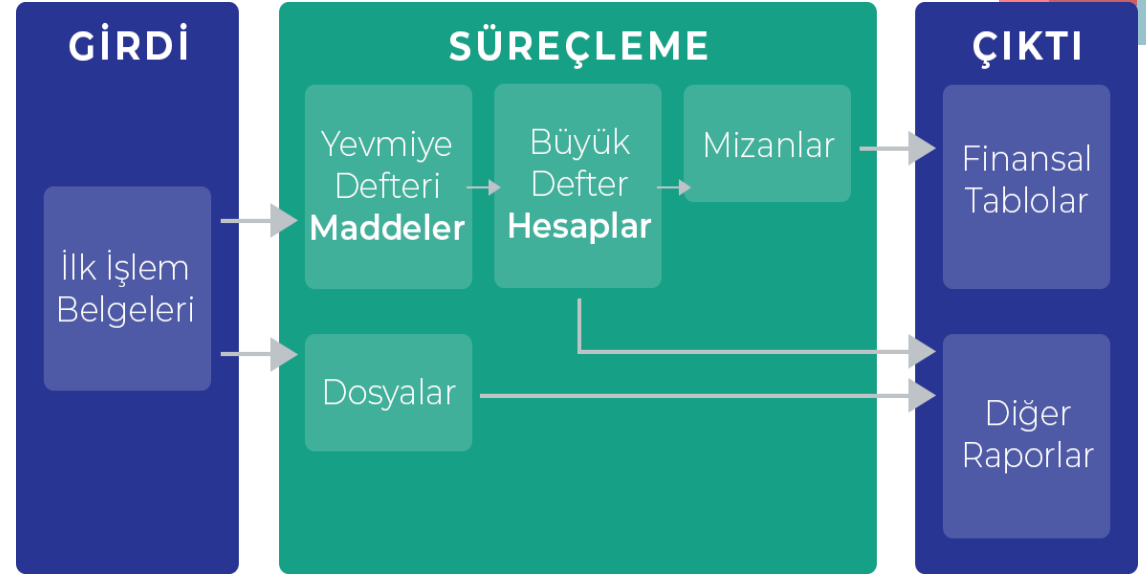 GİRDİ
İlk İşlem
Belgeleri
SÜREÇLEME
Yevmiye
Defteri
Maddeler
Büyük
Defter
Hesaplar
Mizanlar
Dosyalar
ÇIKTI
Finansal
Tablolar
Diğer
Raporlar